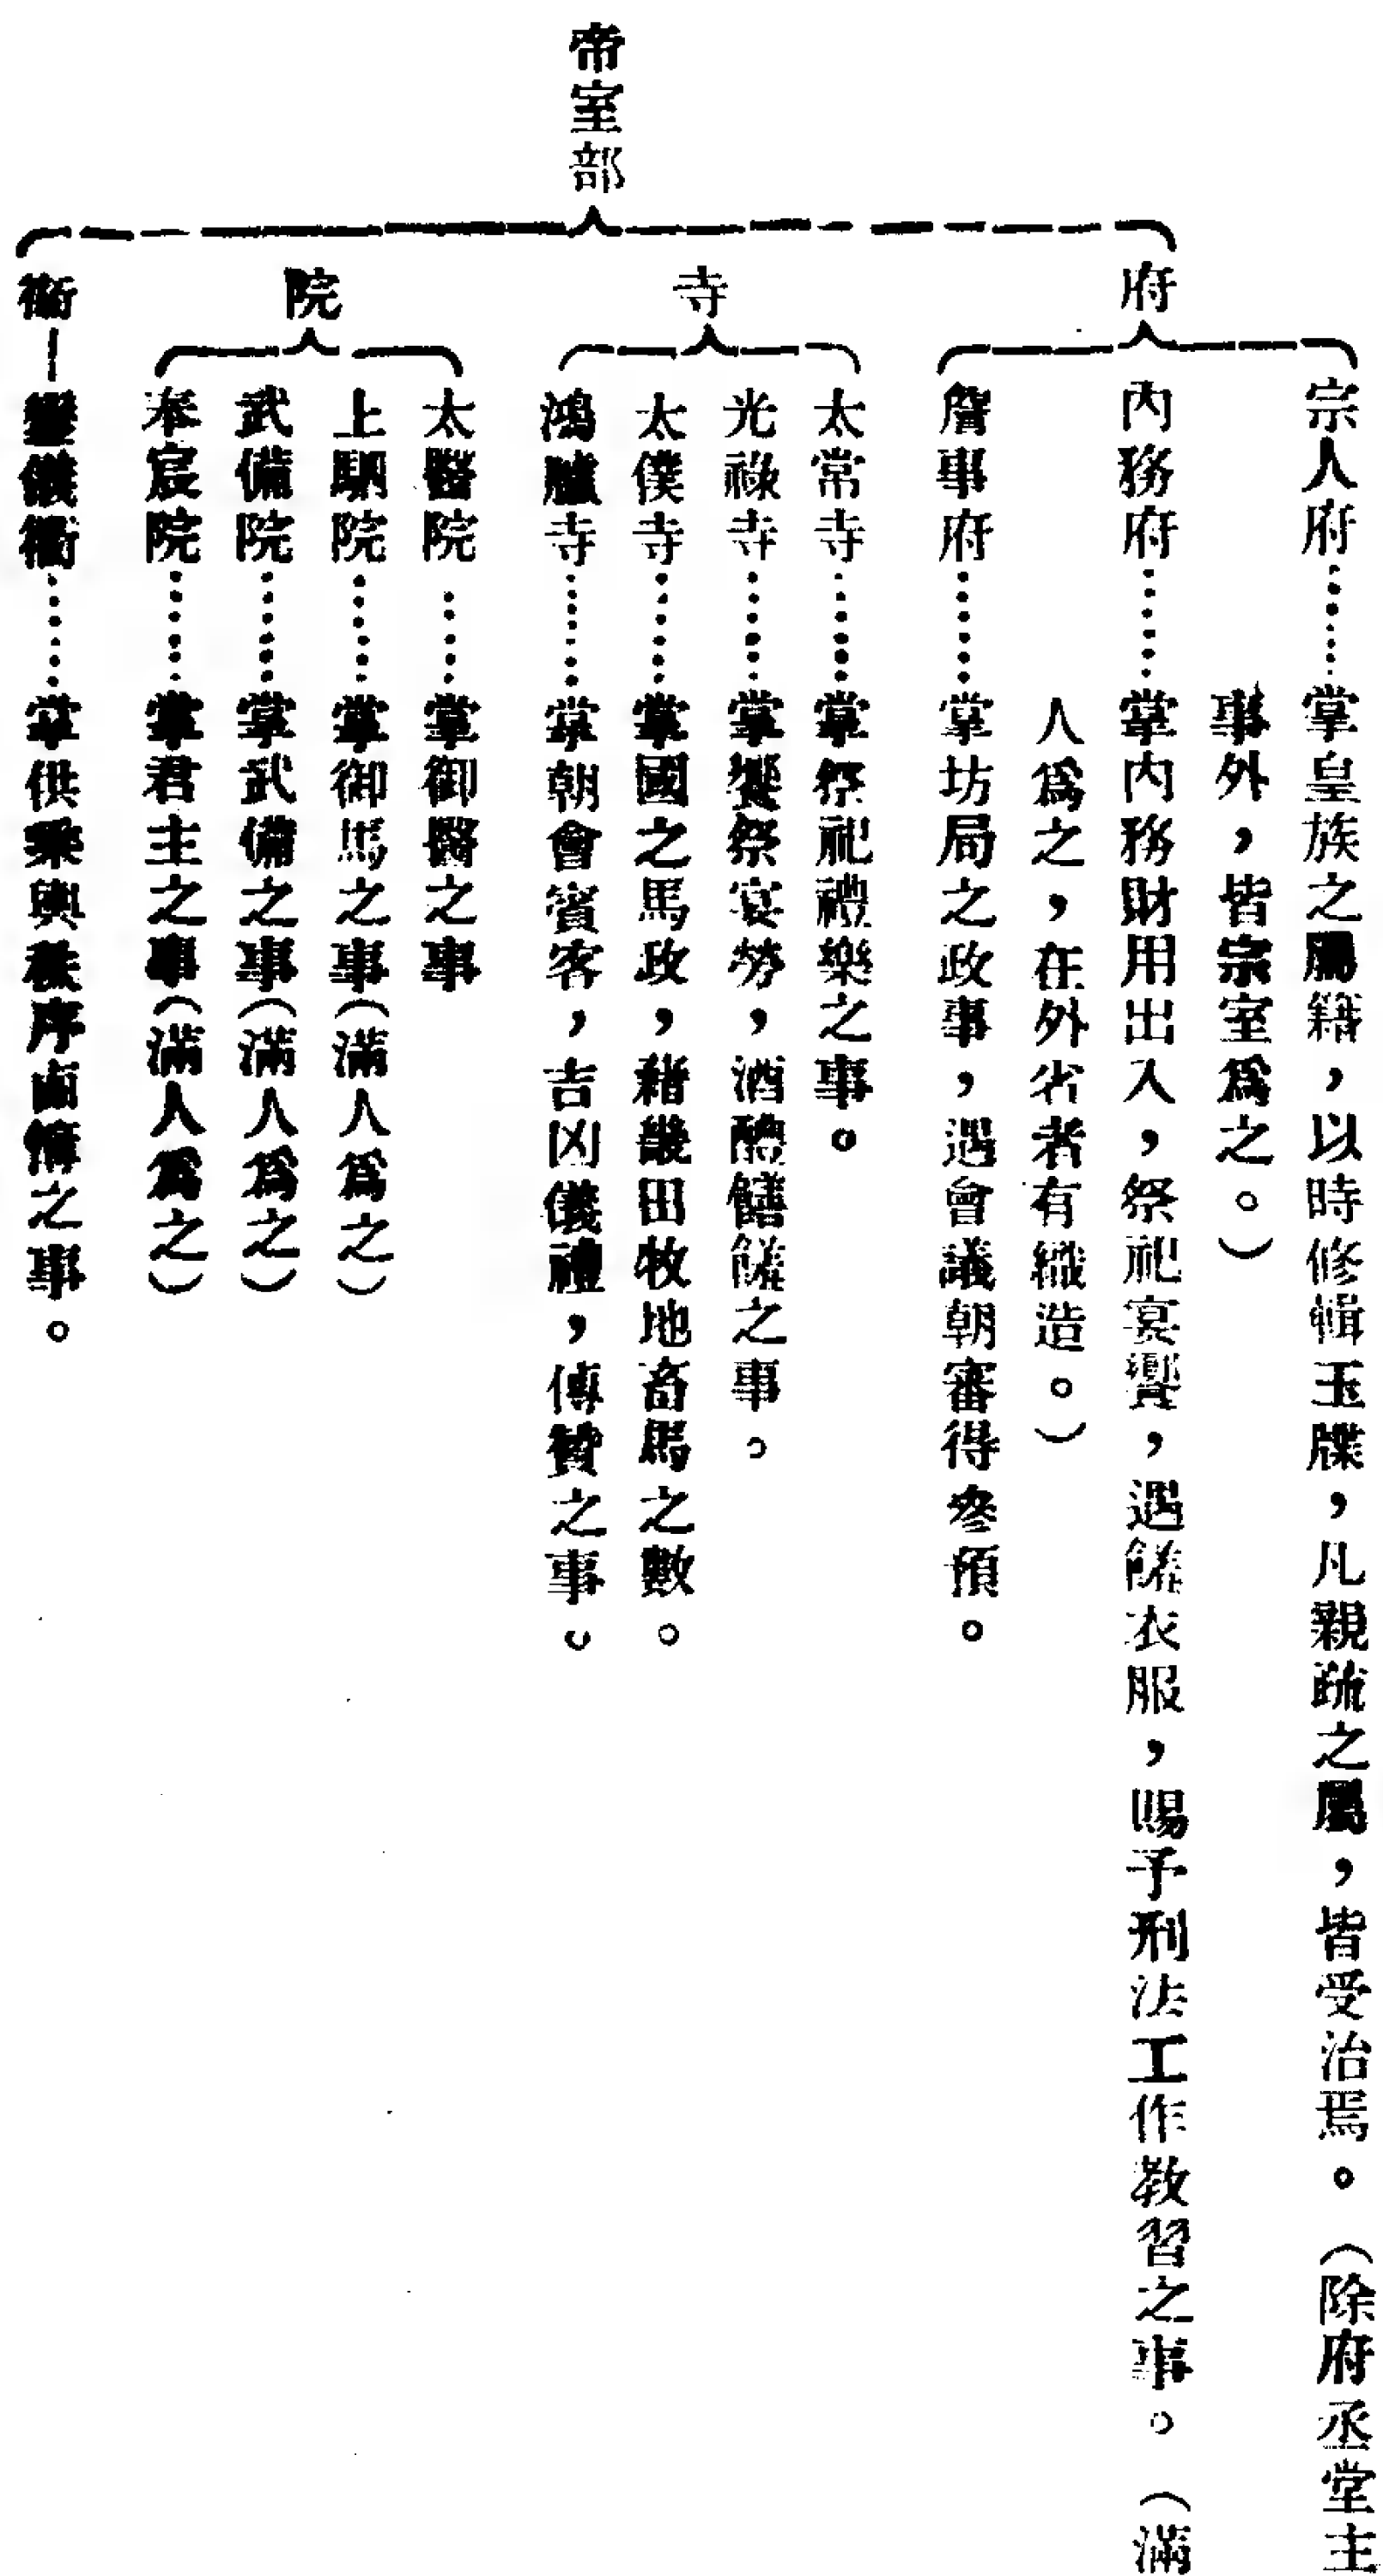 帝室部
府
宗人府……掌皇族之屬籍，以時修輯玉牒，凡親疏之屬，皆受治焉。（除府丞堂主
事外，皆宗室爲之。）
內務府……掌內務財用出入，祭祀宴饗，遇饈衣服，賜予刑法工作教習之事。（滿
人爲之，在外省者有織造。）
詹事府……掌坊局之政事，遇會議朝審得參預。
寺
太常寺……掌祭祀禮樂之事。
光祿寺……掌饗祭宴勞，酒醴饍饈之事。
太僕寺……掌國之馬政，籍畿田牧地畜馬之數。
鴻臚寺……掌朝會賓客，吉凶儀禮，傅贊之事。
院
太醫院……掌御醫之事
上駟院……掌御馬之事（滿人爲之）
武備院……掌武備之事（滿人爲之）
奉宸院……掌君主之事（滿人爲之）
衞
鑾儀衞……掌供乘輿秩序鹵簿之事。